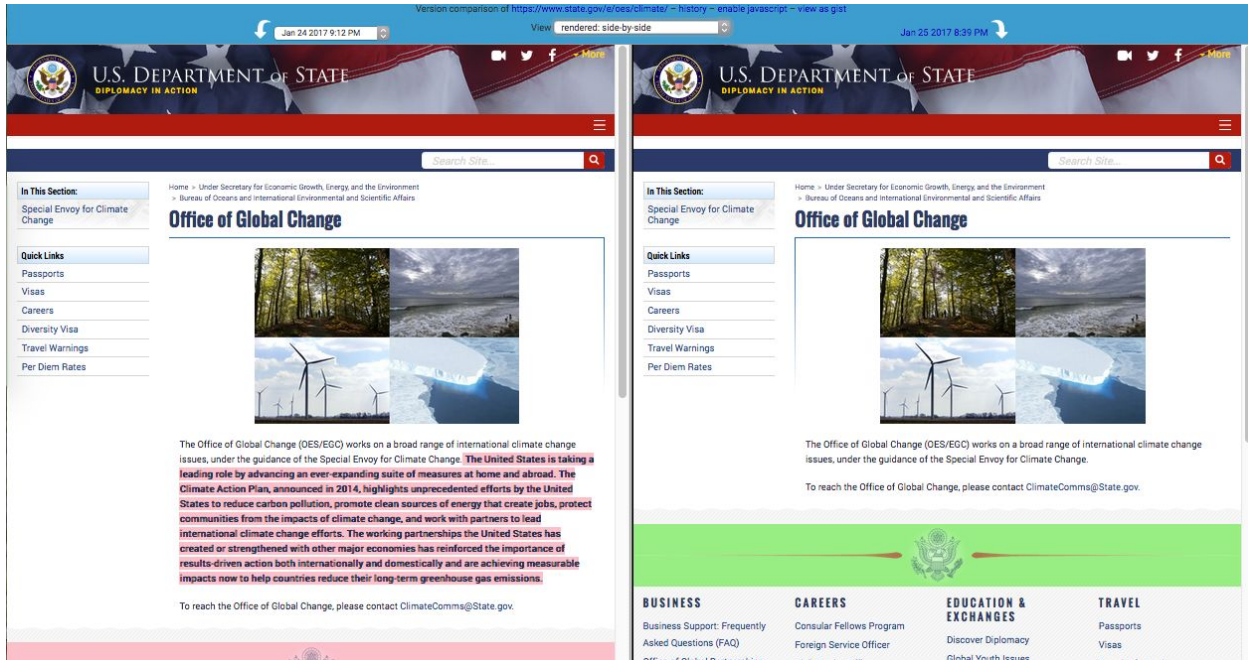 Version comparison of https://www.state.gov/e/oes/climate/ – history – enable javascript – view as gist
Jan 24 2017 9:12 PM
View rendered: side-by-side
Jan 25 2017 8:39 PM
U.S. DEPARTMENT OF STATE
DIPLOMACY IN ACTION
More
Search Site...
In This Section:
Special Envoy for Climate
Change
Quick Links
Passports
Visas
Careers
Diversity Visa
Travel Warnings
Per Diem Rates
Home > Under Secretary for Economic Growth, Energy, and the Environment
> Bureau of Oceans and International Environmental and Scientific Affairs
Office of Global Change
The Office of Global Change (OES/EGC) works on a broad range of international climate change
issues, under the guidance of the Special Envoy for Climate Change. The United States is taking a
leading role by advancing an ever-expanding suite of measures at home and abroad. The
Climate Action Plan, announced in 2014, highlights unprecedented efforts by the United
States to reduce carbon pollution, promote clean sources of energy that create jobs, protect
communities from the impacts of climate change, and work with partners to lead
international climate change efforts. The working partnerships the United States has
created or strengthened with other major economies has reinforced the importance of
results-driven action both internationally and domestically and are achieving measurable
impacts now to help countries reduce their long-term greenhouse gas emissions.
To reach the Office of Global Change, please contact ClimateComms@State.gov.
U.S. DEPARTMENT OF STATE
DIPLOMACY IN ACTION
More
Search Site...
In This Section:
Special Envoy for Climate
Change
Quick Links
Passports
Visas
Careers
Diversity Visa
Travel Warnings
Per Diem Rates
Home > Under Secretary for Economic Growth, Energy, and the Environment
> Bureau of Oceans and International Environmental and Scientific Affairs
Office of Global Change
The Office of Global Change (OES/EGC) works on a broad range of international climate change
issues, under the guidance of the Special Envoy for Climate Change.
To reach the Office of Global Change, please contact ClimateComms@State.gov.
BUSINESS
Business Support: Frequently
Asked Questions (FAQ)
CAREERS
Consular Fellows Program
Foreign Service Officer
EDUCATION &
EXCHANGES
Discover Diplomacy
Global Youth Issues
TRAVEL
Passports
Visas